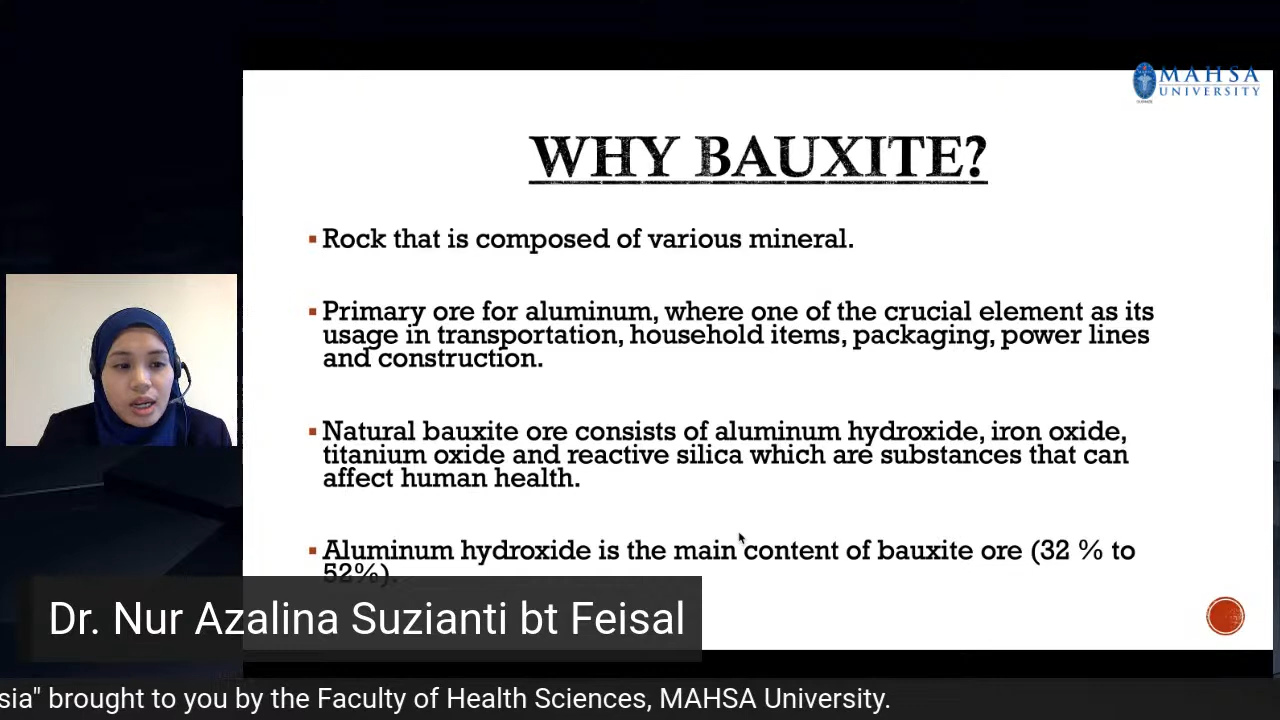 MAHSA
UNIVERSITY
WHY BAUXITE?
Rock that is composed of various mineral.
Primary ore for aluminum, where one of the crucial element as its
usage in transportation, household items, packaging, power lines
and construction.
Natural bauxite ore consists of aluminum hydroxide, iron oxide,
titanium oxide and reactive silica which are substances that can
affect human health.
Aluminum hydroxide is the main content of bauxite ore (32 % to
52%).
Dr. Nur Azalina Suzianti bt Feisal
sia" brought to you by the Faculty of Health Sciences, MAHSA University.